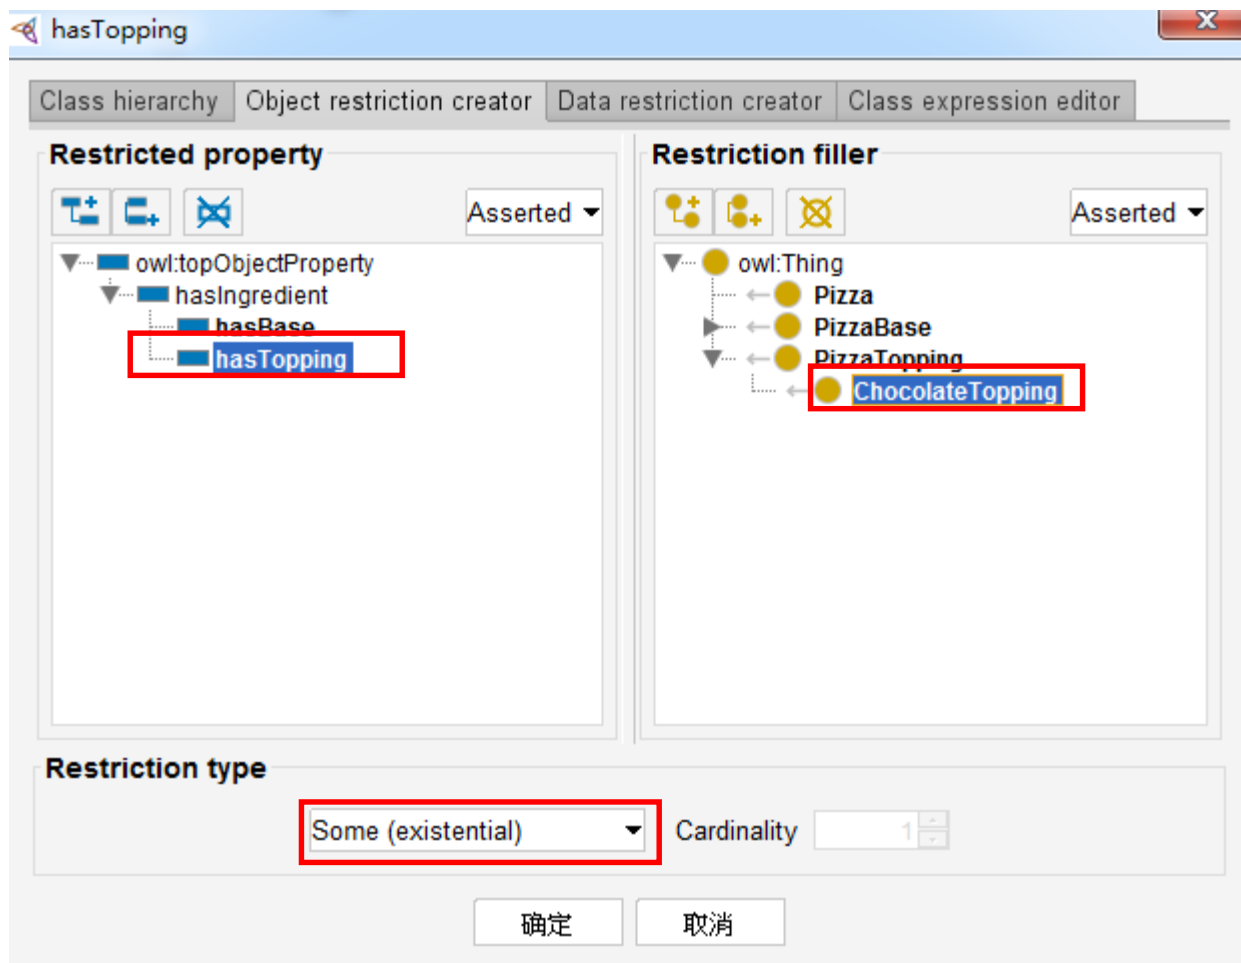 hasTopping
Class hierarchy Object restriction creator Data restriction creator Class expression editor
Restricted property
Restriction filler
Asserted
Asserted
owl:topObjectProperty
hasIngredient
hasBase
hasTopping
owl:Thing
Pizza
PizzaBase
PizzaTopping
ChocolateTopping
Restriction type
Some (existential) Cardinality 1
确定 取消